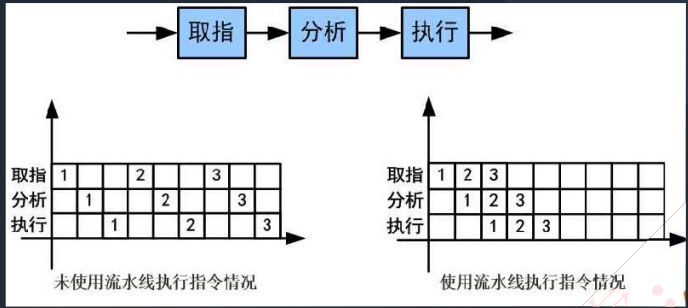 取指 分析 执行
取指 1 2 3
分析 1 2 3
执行 1 2 3
未使用流水线执行指令情况
取指 1 2 3
分析 1 2 3
执行 1 2 3
使用流水线执行指令情况